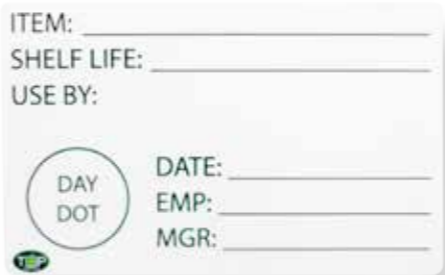 ITEM:
SHELF LIFE:
USE BY:
DAY
DOT
DATE:
EMP:
MGR: